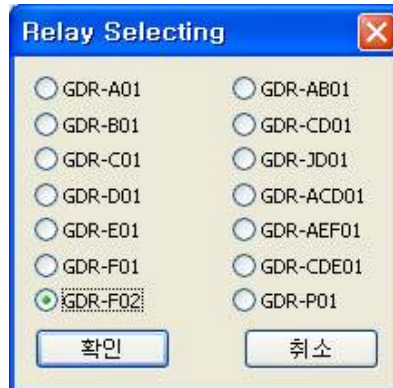 Relay Selecting
GDR-A01 GDR-AB01
GDR-B01 GDR-CD01
GDR-C01 GDR-JD01
GDR-D01 GDR-ACD01
GDR-E01 GDR-AEF01
GDR-F01 GDR-CDE01
GDR-F02 GDR-P01
확인 취소